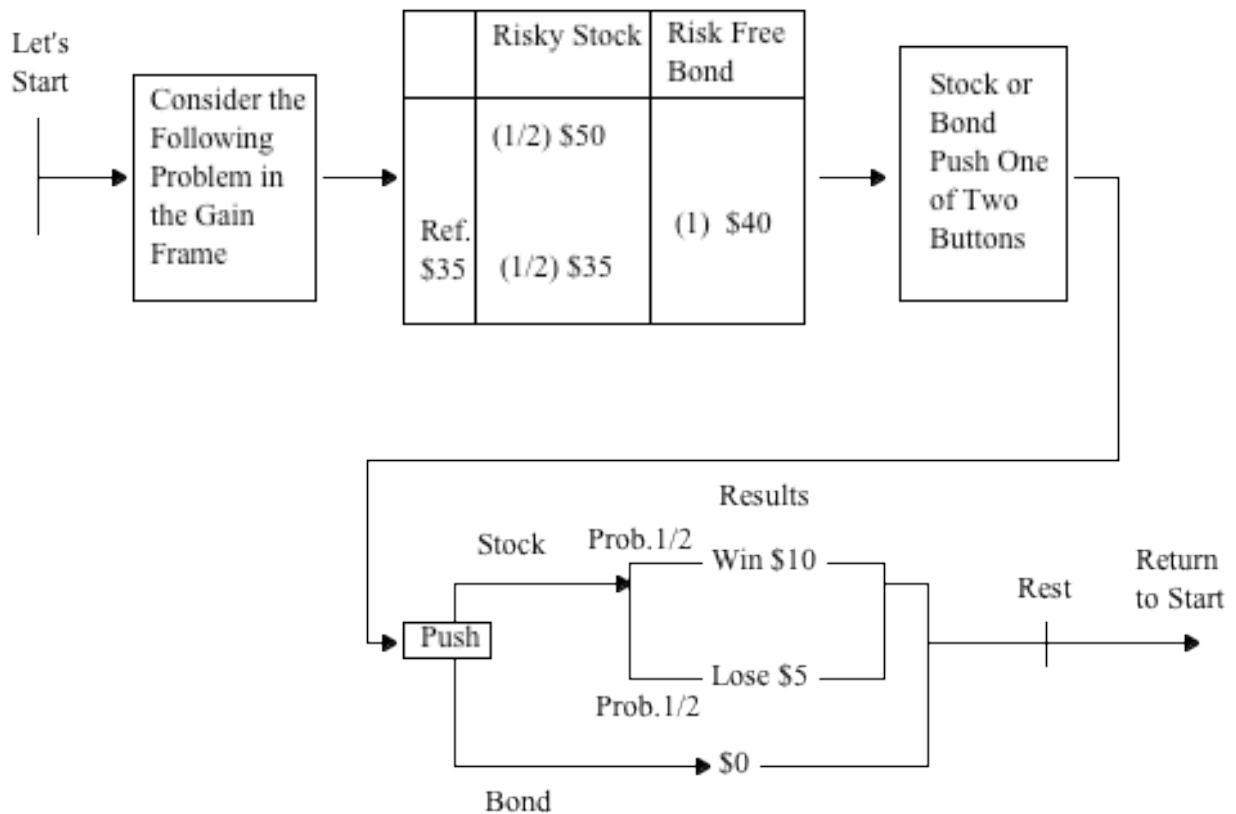 Let's
Start
Consider the
Following
Problem in
the Gain
Frame
Risky Stock
Risk Free
Bond
(1/2) $50
(1) $40
Ref.
$35
(1/2) $35
Stock or
Bond
Push One
of Two
Buttons
Results
Stock
Prob.1/2
Win $10
Push
Lose $5
Prob.1/2
$0
Bond
Rest
Return
to Start